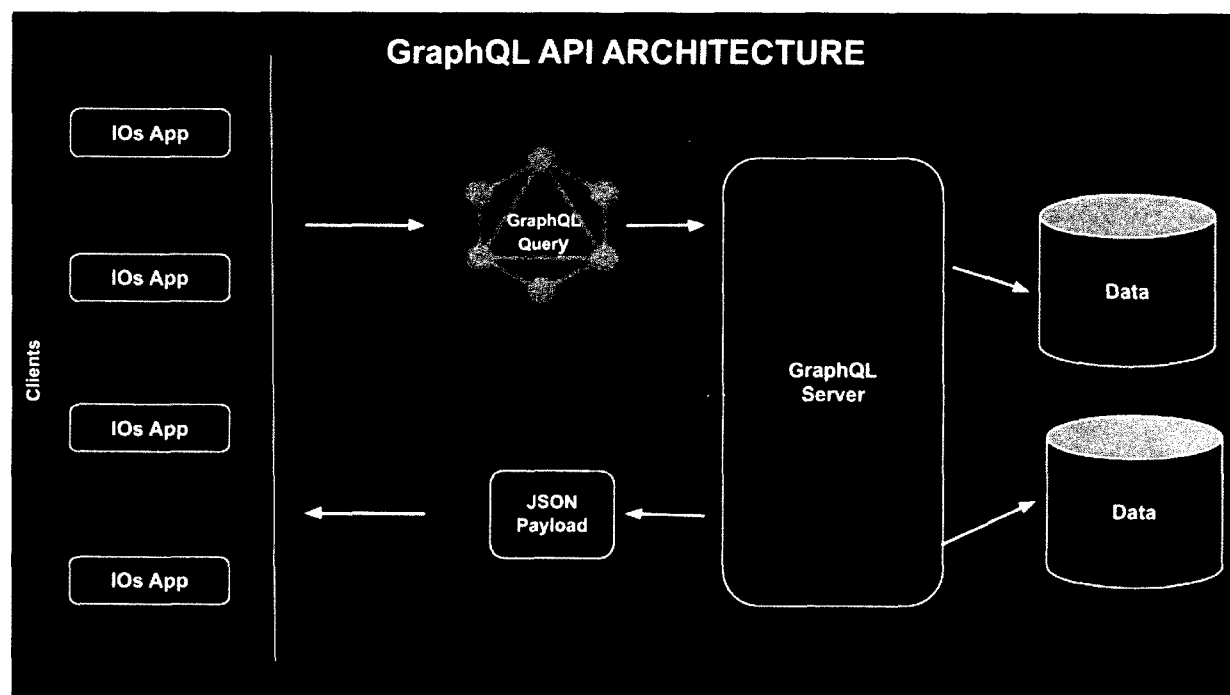 GraphQL API ARCHITECTURE
Clients
IOs App
IOs App
IOs App
IOs App
GraphQL
Query
JSON
Payload
GraphQL
Server
Data
Data